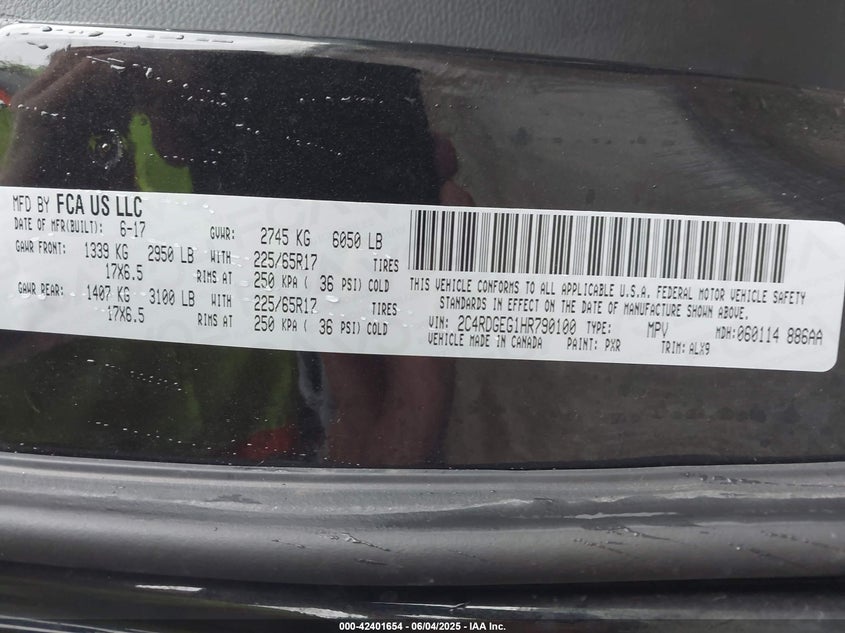 MFD BY FCA US LLC
DATE OF MFR(BUILT): 6-17 GVWR: 2745 KG 6050 LB
GAWR FRONT: 1339 KG 2950 LB WITH 225/65R17 TIRES
17X6.5 RIMS AT 250 KPA ( 36 PSI) COLD
GAWR REAR: 1407 KG 3100 LB WITH 225/65R17 TIRES
17X6.5 RIMS AT 250 KPA ( 36 PSI) COLD
THIS VEHICLE CONFORMS TO ALL APPLICABLE U.S.A. FEDERAL MOTOR VEHICLE SAFETY
STANDARDS IN EFFECT ON THE DATE OF MANUFACTURE SHOWN ABOVE.
VIN: 2C4RDGEG1HR790100 TYPE: MPV MDH:060114 886AA
VEHICLE MADE IN CANADA PAINT: PXR TRIM:ALX9
000-42401654 - 06/04/2025 - IAA Inc.